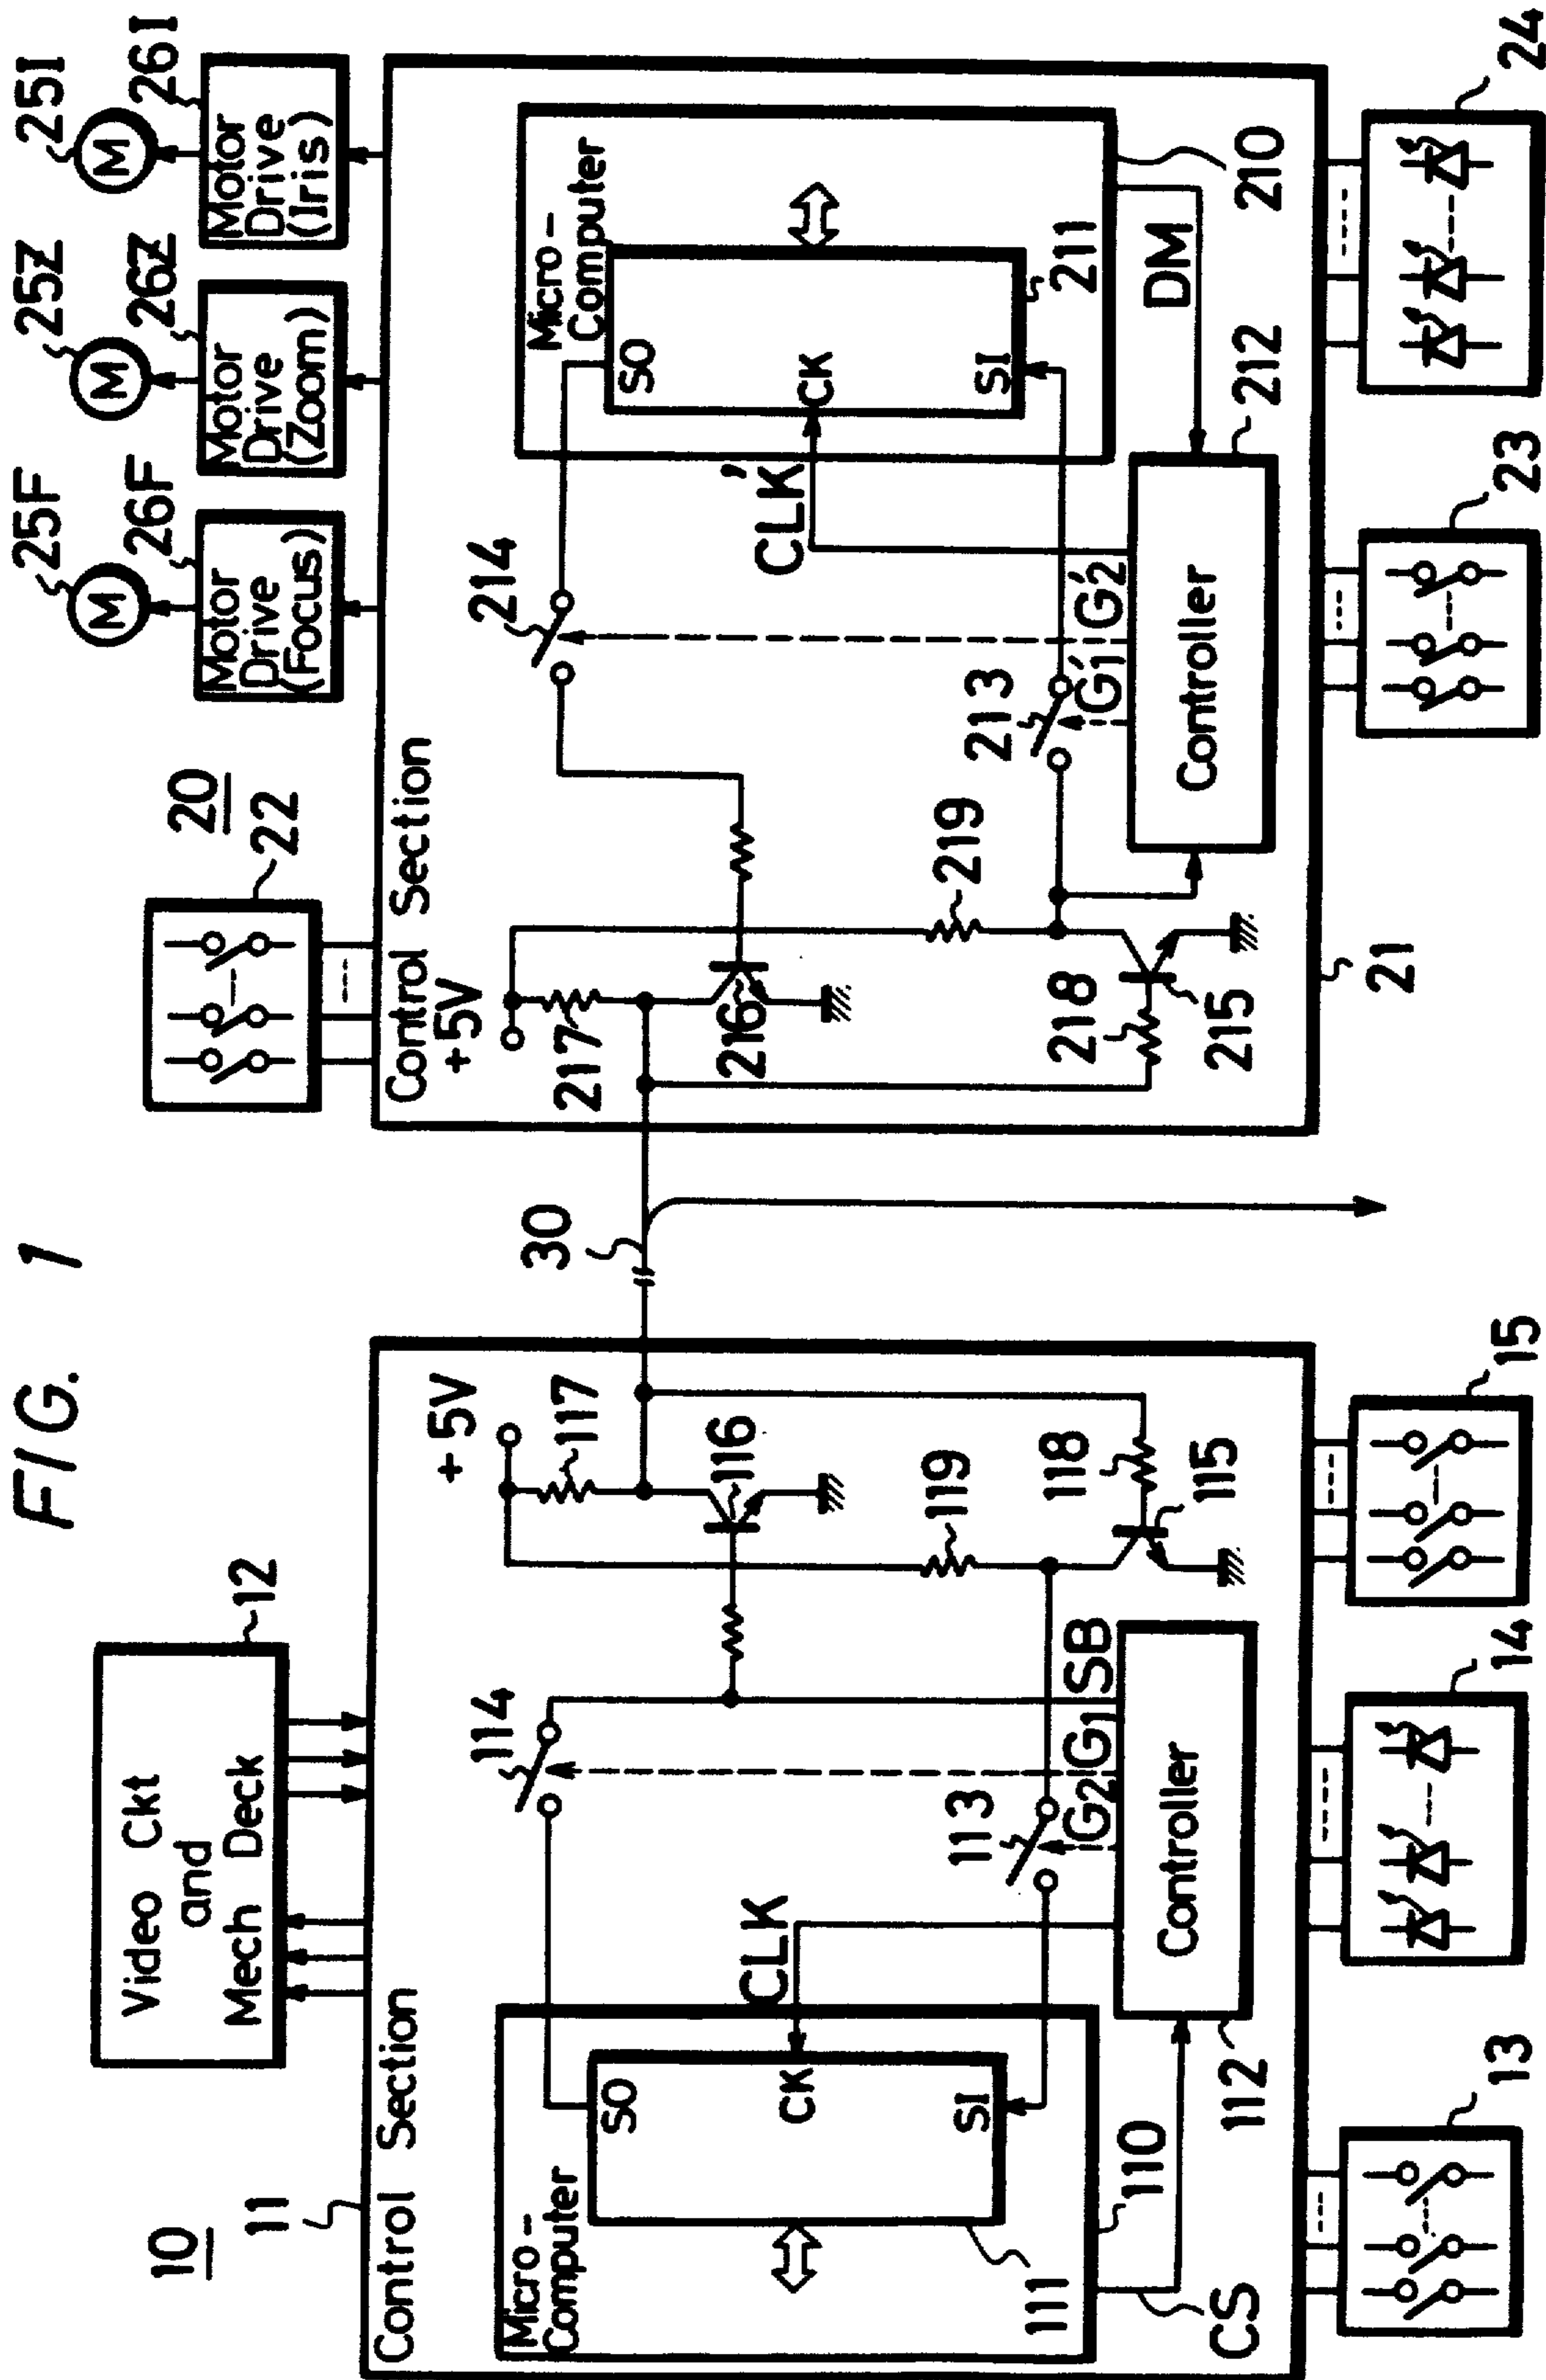 FIG. 1
10
11
Video Ckt
and
Mech Deck
12
Control Section
Micro-
Computer
SO
CK
SI
111
110
CS
CLK
114
113
G2
G1
SB
Controller
112
+5V
117
116
119
118
115
13
14
15
30
20
22
25F
26F
Motor
Drive
(Focus)
M
25Z
26Z
Motor
Drive
(Zoom)
M
25I
26I
Motor
Drive
(Iris)
M
Control Section
+5V
217
216
219
218
215
214
213
G'1
G'2
CLK'
Micro-
Computer
SO
CK
SI
211
210
DM
212
Controller
21
23
24